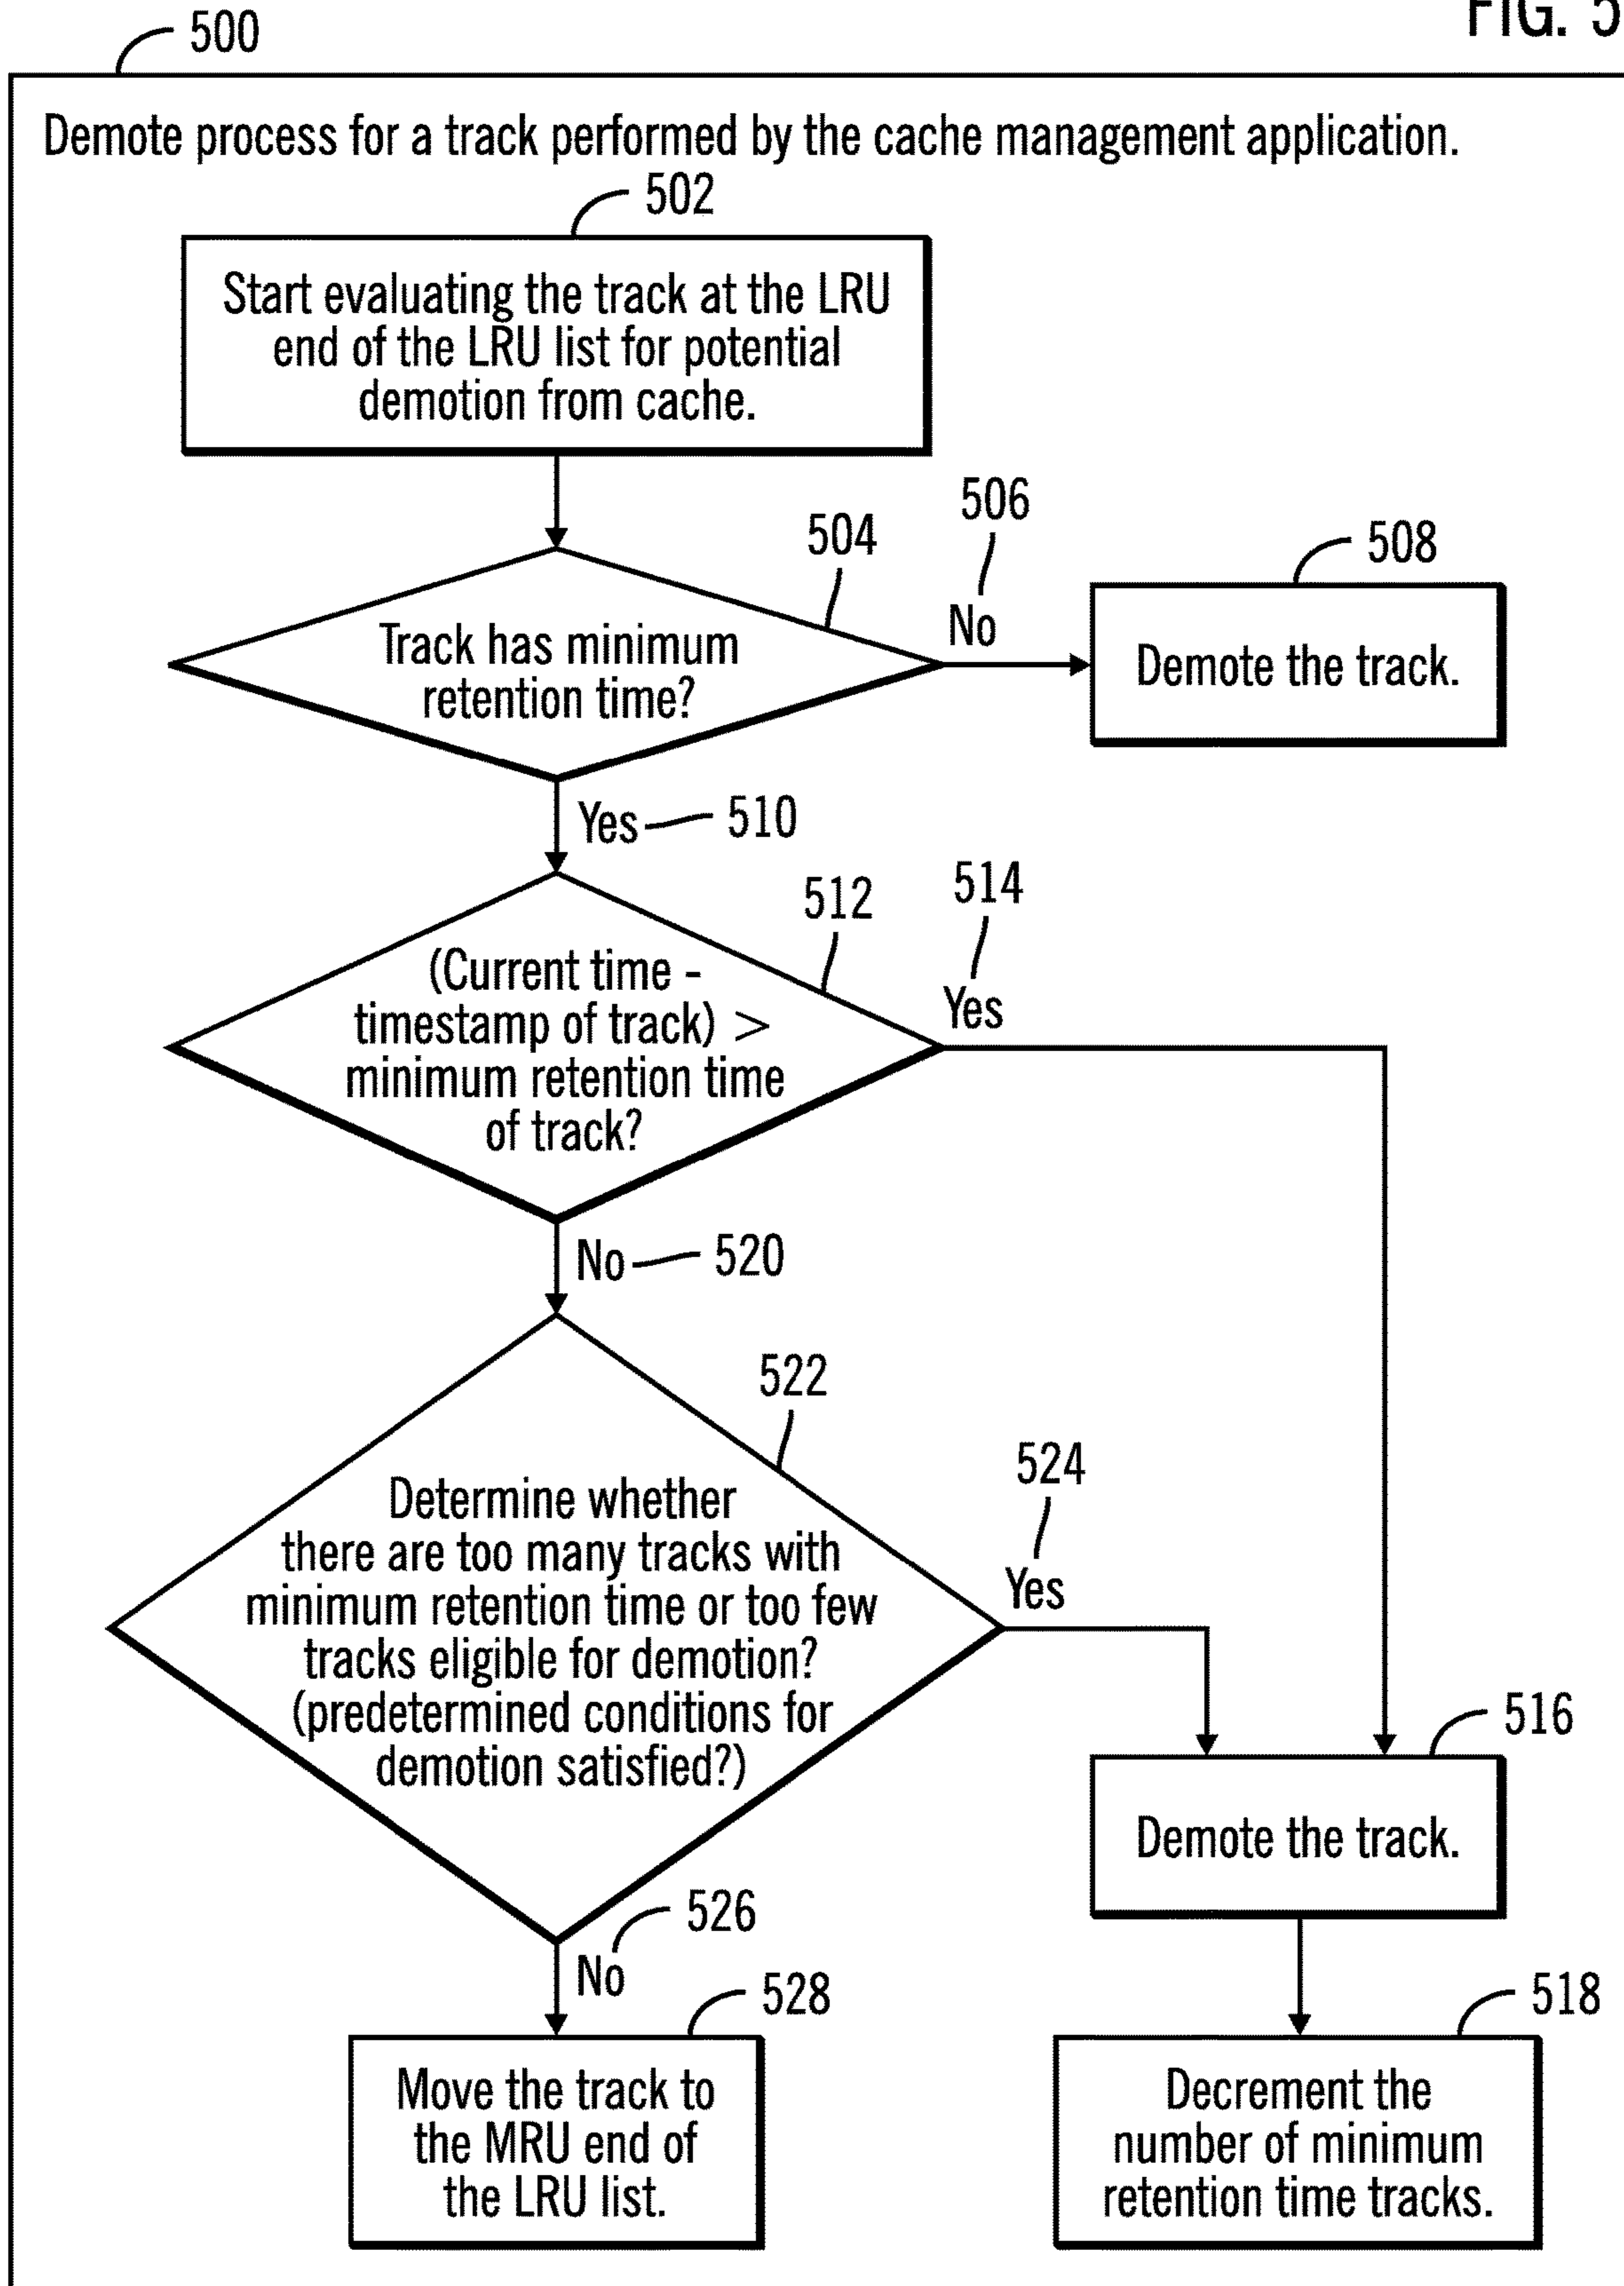 FIG. 5
500
Demote process for a track performed by the cache management application.
502
Start evaluating the track at the LRU
end of the LRU list for potential
demotion from cache.
504
506
No
508
Track has minimum
retention time?
Demote the track.
Yes
510
512
514
Yes
(Current time -
timestamp of track) >
minimum retention time
of track?
No
520
522
524
Yes
Determine whether
there are too many tracks with
minimum retention time or too few
tracks eligible for demotion?
(predetermined conditions for
demotion satisfied?)
516
Demote the track.
526
No
528
518
Move the track to
the MRU end of
the LRU list.
Decrement the
number of minimum
retention time tracks.